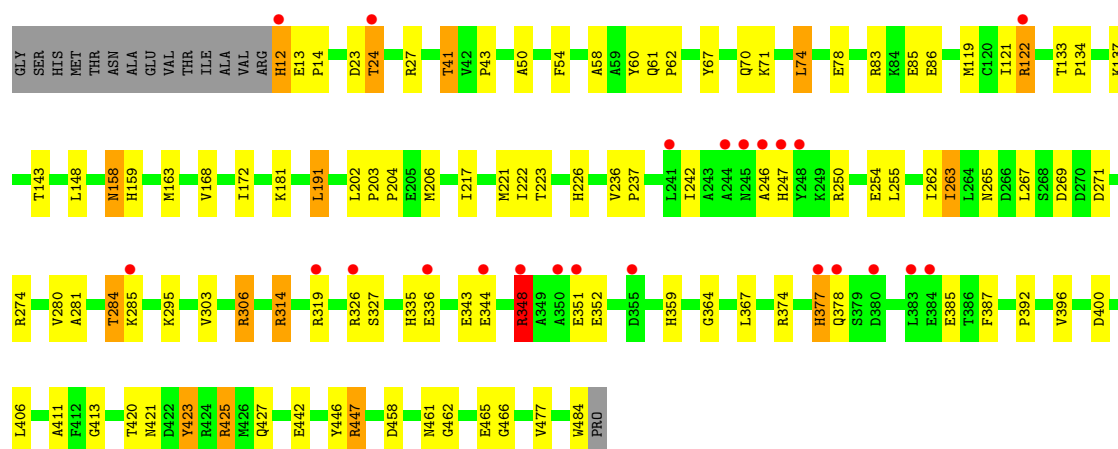 GLY SER HIS MET THR ASN ALA GLU VAL THR ILE ALA VAL ARG H12 E13 P14 D23 T24 R27 T41 V42 P43 A50 F54 A58 A59 Y60 Q61 P62 Y67 Q70 K71 L74 E78 R83 K84 E85 E86 M119 C120 I121 R122 T133 P134 K137
T143 L148 N158 H159 M163 V168 I172 K181 L191 L202 P203 P204 E205 M206 I217 M221 I222 T223 H226 V236 P237 L241 I242 A243 A244 N245 A246 H247 Y248 K249 R250 E254 L255 I262 I263 L264 N265 D266 L267 S268 D269 D270 D271
R274 V280 A281 T284 K285 K295 V303 R306 R314 R319 R326 S327 H335 E336 E343 E344 R348 A349 A350 E351 E352 D355 H359 G364 L367 R374 H377 Q378 S379 D380 L383 E384 E385 T386 F387 P392 V396 D400
L406 A411 F412 G413 T420 N421 D422 Y423 R424 R425 M426 Q427 E442 Y446 R447 D458 N461 G462 E465 G466 V477 W484 PRO